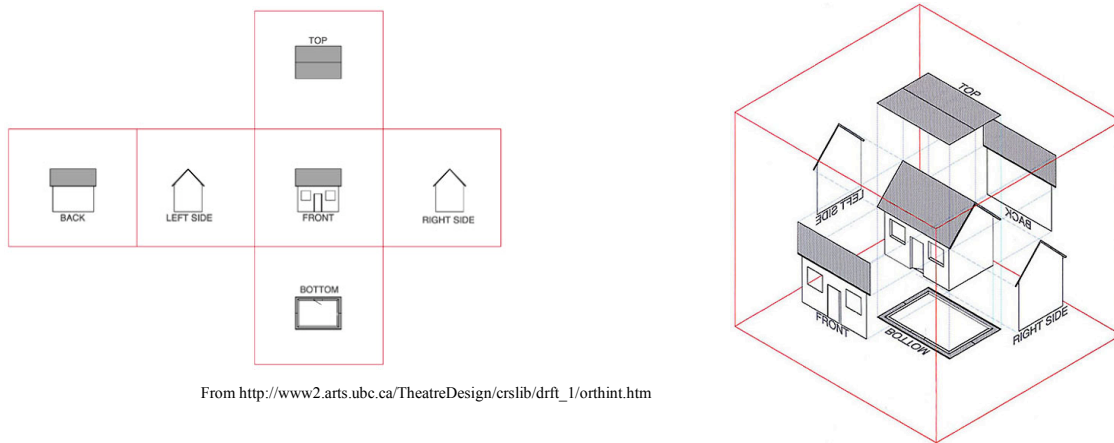 TOP
BACK
LEFT SIDE
FRONT
RIGHT SIDE
BOTTOM
From http://www2.arts.ubc.ca/TheatreDesign/crslib/drft_1/orthint.htm
TOP
LEFT SIDE
BACK
FRONT
BOTTOM
RIGHT SIDE